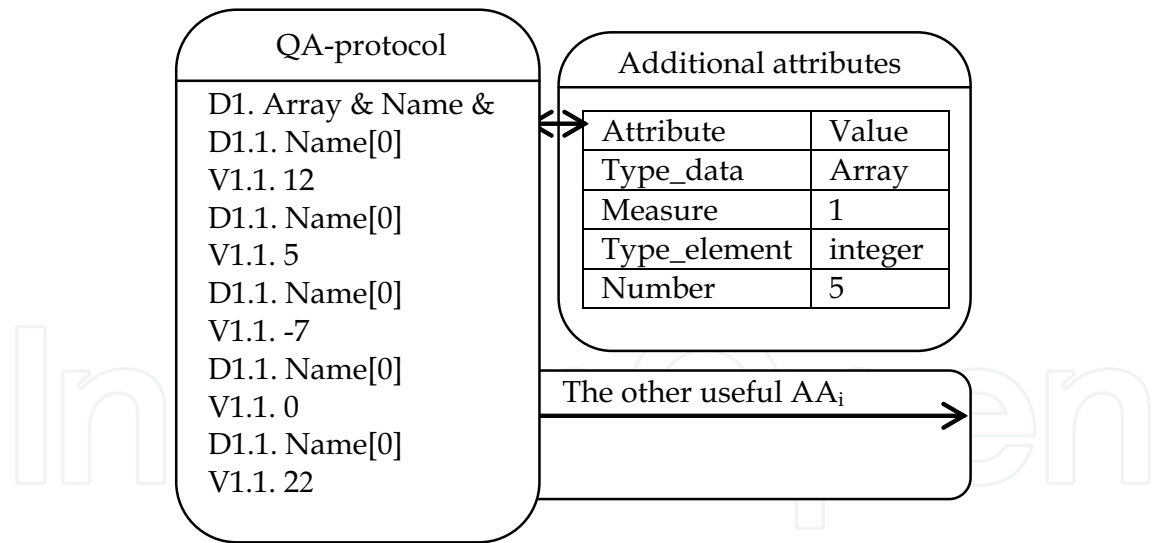 QA-protocol
D1. Array & Name &
D1.1. Name[0]
V1.1. 12
D1.1. Name[0]
V1.1. 5
D1.1. Name[0]
V1.1. -7
D1.1. Name[0]
V1.1. 0
D1.1. Name[0]
V1.1. 22
Additional attributes
Attribute Value
Type_data Array
Measure 1
Type_element integer
Number 5
The other useful AAi